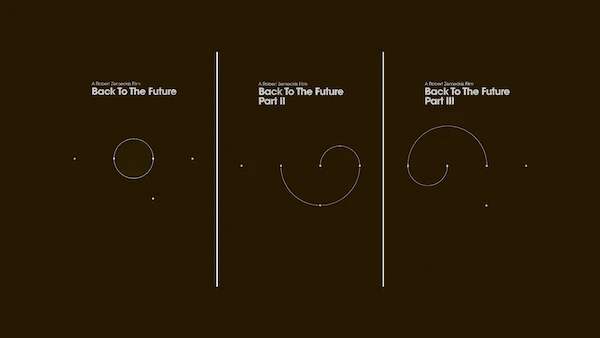 A Robert Zemeckis Film
Back To The Future
A Robert Zemeckis Film
Back To The Future
Part II
A Robert Zemeckis Film
Back To The Future
Part III